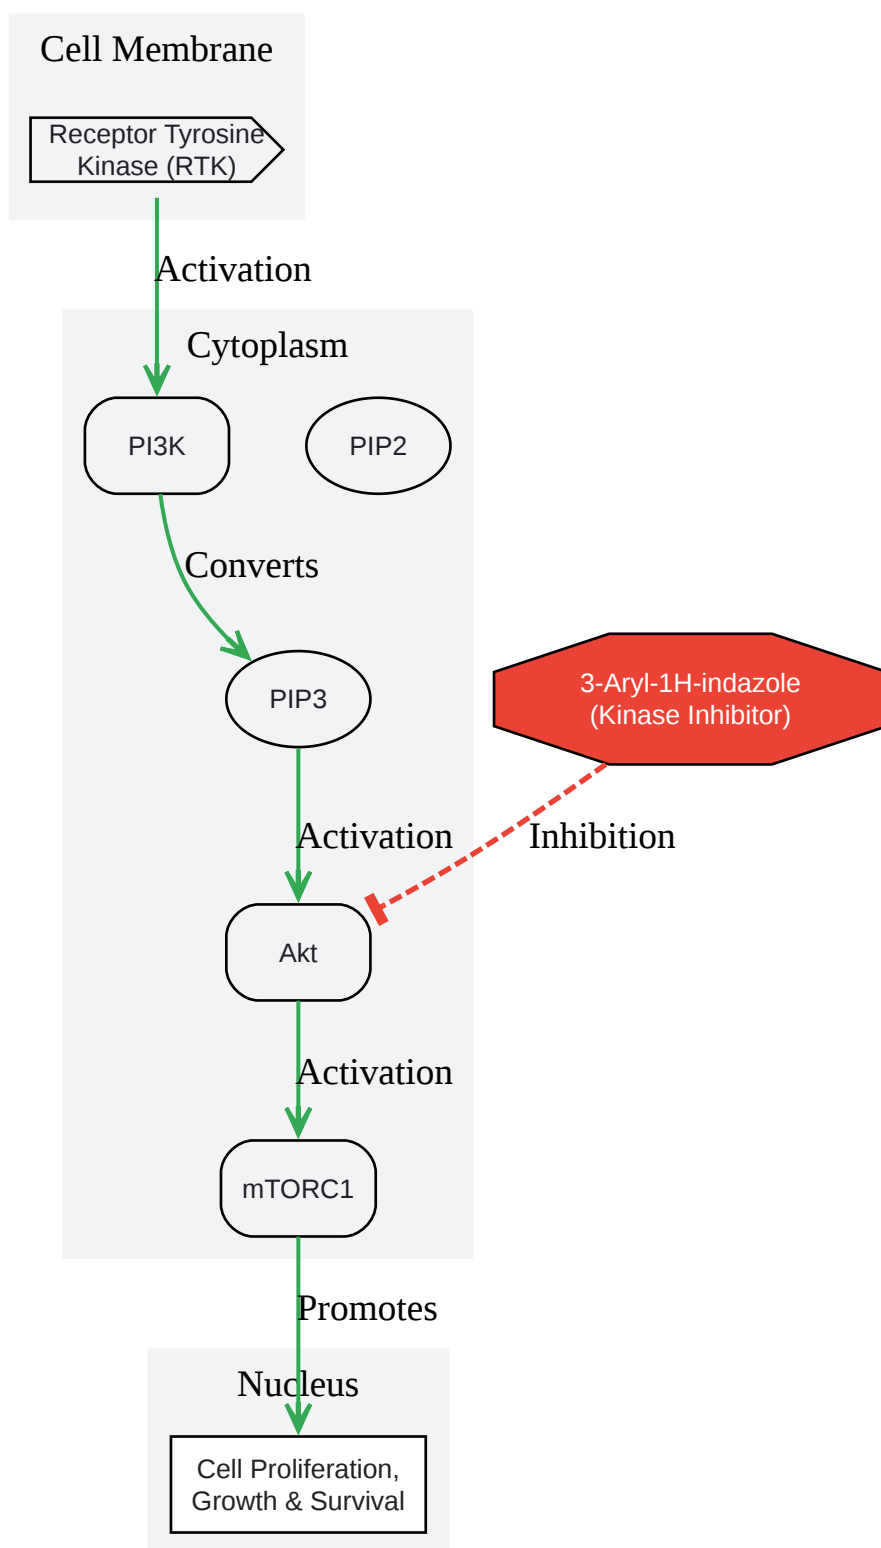 Cell Membrane
Receptor Tyrosine
Kinase (RTK)
Activation
Cytoplasm
PI3K
PIP2
Converts
PIP3
3-Aryl-1H-indazole
(Kinase Inhibitor)
Activation
Inhibition
Akt
Activation
mTORC1
Promotes
Nucleus
Cell Proliferation,
Growth & Survival